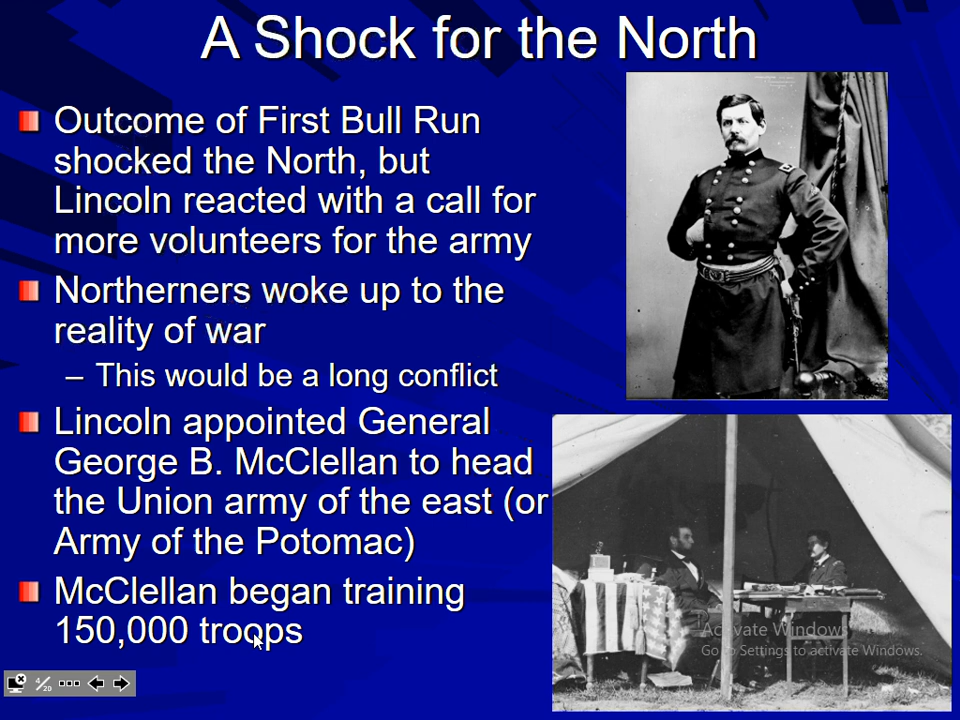 A Shock for the North
Outcome of First Bull Run
shocked the North, but
Lincoln reacted with a call for
more volunteers for the army
Northerners woke up to the
reality of war
– This would be a long conflict
Lincoln appointed General
George B. McClellan to head
the Union army of the east (or
Army of the Potomac)
McClellan began training
150,000 troops
Activate Windows
Go to Settings to activate Windows.
4/20